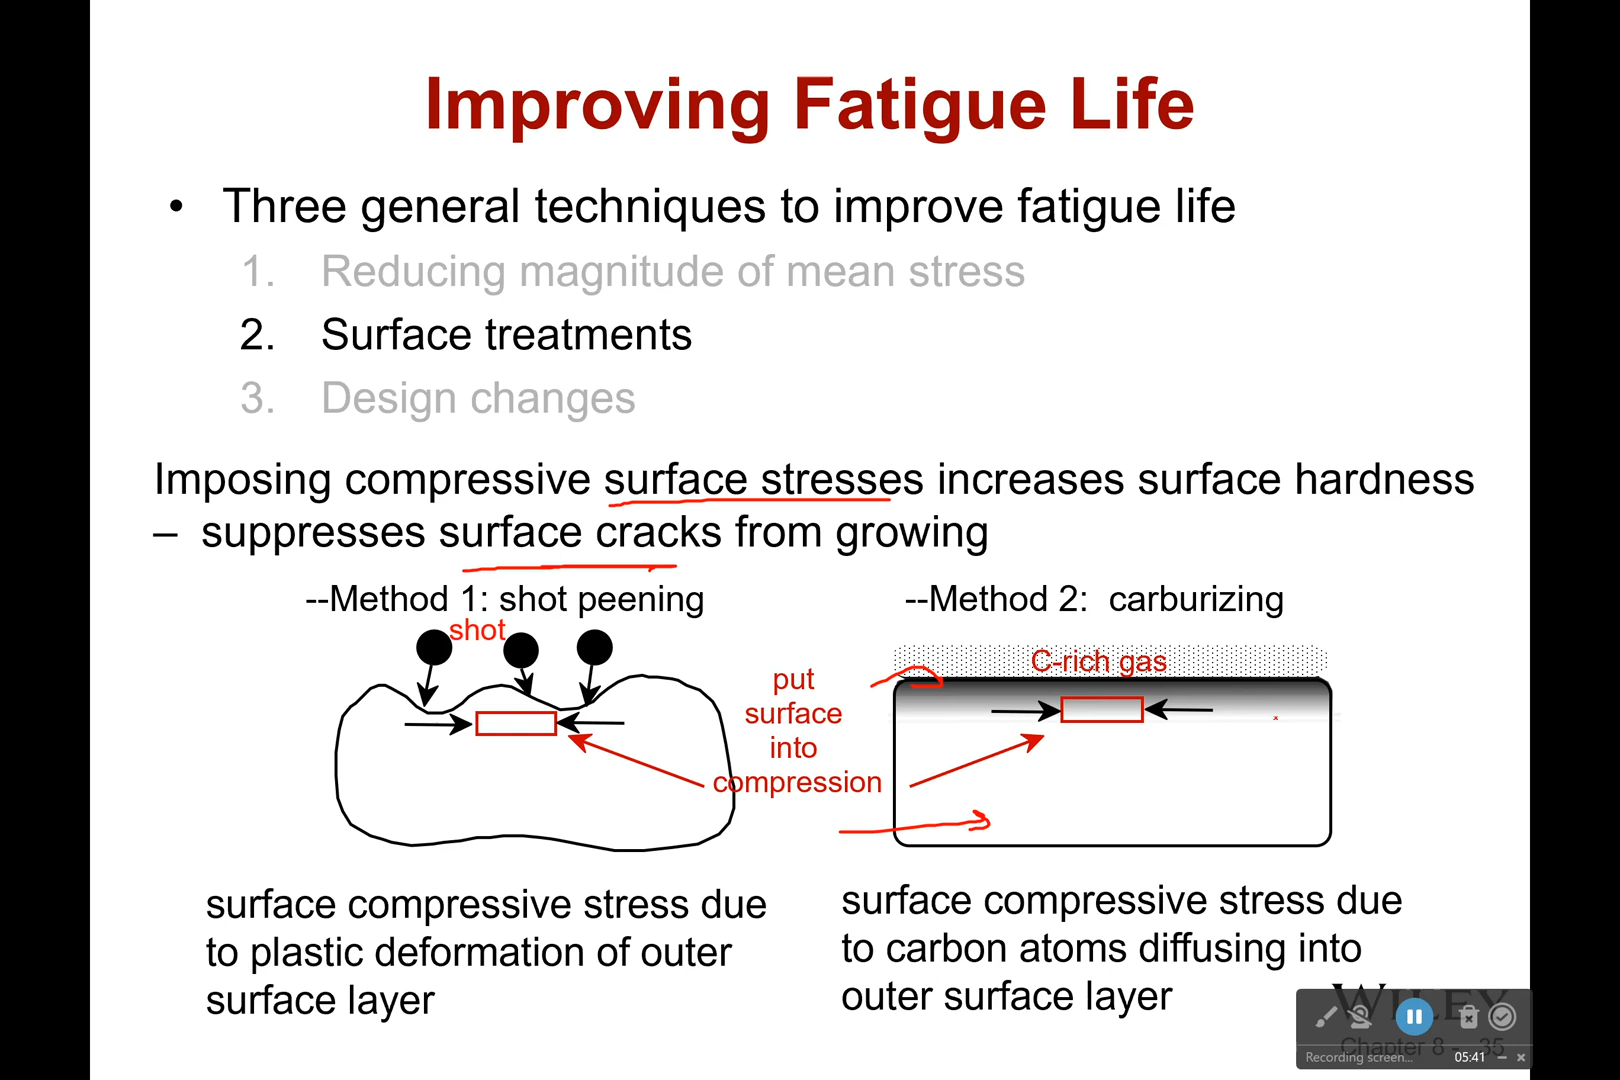 Improving Fatigue Life
• Three general techniques to improve fatigue life
1. Reducing magnitude of mean stress
2. Surface treatments
3. Design changes
Imposing compressive surface stresses increases surface hardness
– suppresses surface cracks from growing
--Method 1: shot peening
shot
put
surface
into
compression
surface compressive stress due
to plastic deformation of outer
surface layer
--Method 2: carburizing
C-rich gas
surface compressive stress due
to carbon atoms diffusing into
outer surface layer
WILEY
Chapter 8 - 35
Recording screen... 05:41